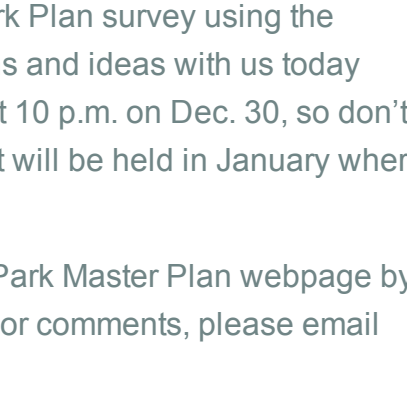 rk Plan survey using the
s and ideas with us today
t 10 p.m. on Dec. 30, so don’t
t will be held in January wher
Park Master Plan webpage by
or comments, please email